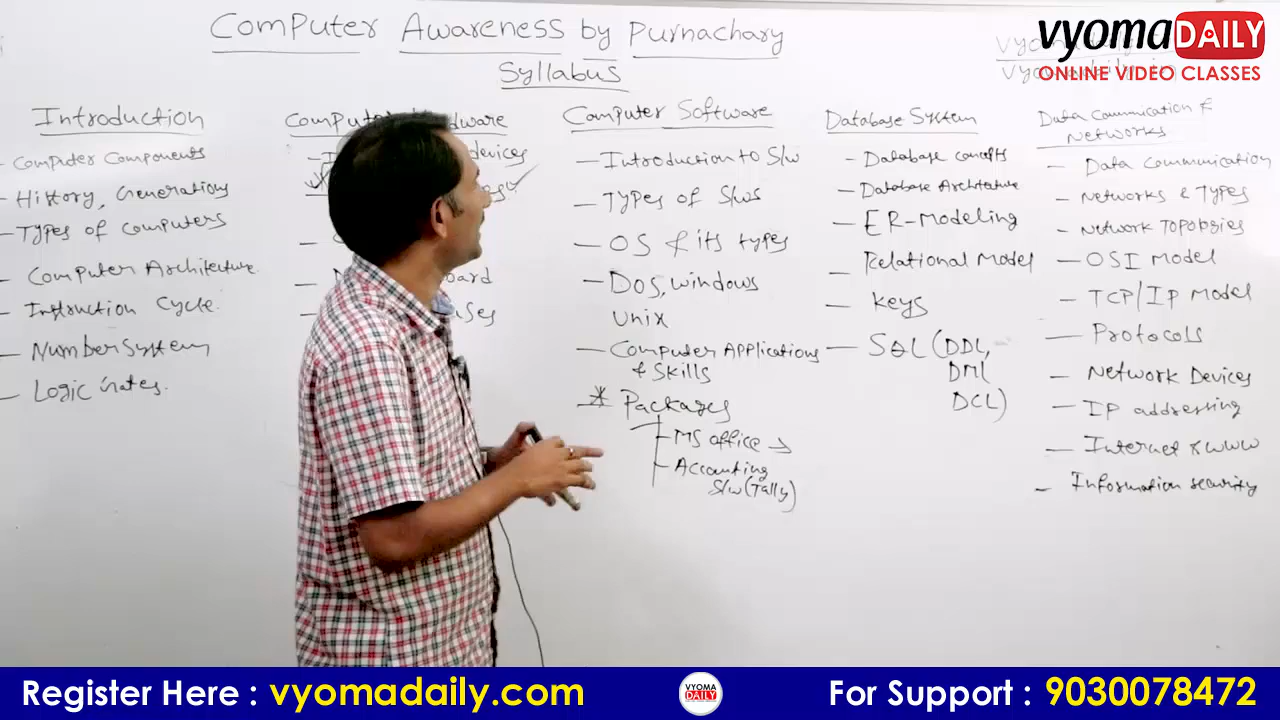 Computer Awareness by Purnachary
Syllabus
vyoma DAILY
ONLINE VIDEO CLASSES
Introduction
- Computer Components
- History, Generations
- Types of Computers
- Computer Architecture
- Instruction Cycle
- Number System
- Logic Gates.
devices
board
Computer Software
- Introduction to S/w
- Types of S/ws
- OS & its types
- DOS, windows
Unix
- Computer Applications
& Skills
* Packages
- MS office →
- Accounting
S/w (Tally)
Database System
- Database concepts
- Database Architecture
- ER-Modeling
- Relational Model
- Keys
- SQL (DDL,
DML
DCL)
Data Communication &
Networks
- Data Communication
- Networks & Types
- Network Topologies
- OSI Model
- TCP/IP Model
- Protocols
- Network Devices
- IP addressing
- Internet & WWW
- Information security
Register Here : vyomadaily.com
VYOMA
DAILY
For Support : 9030078472